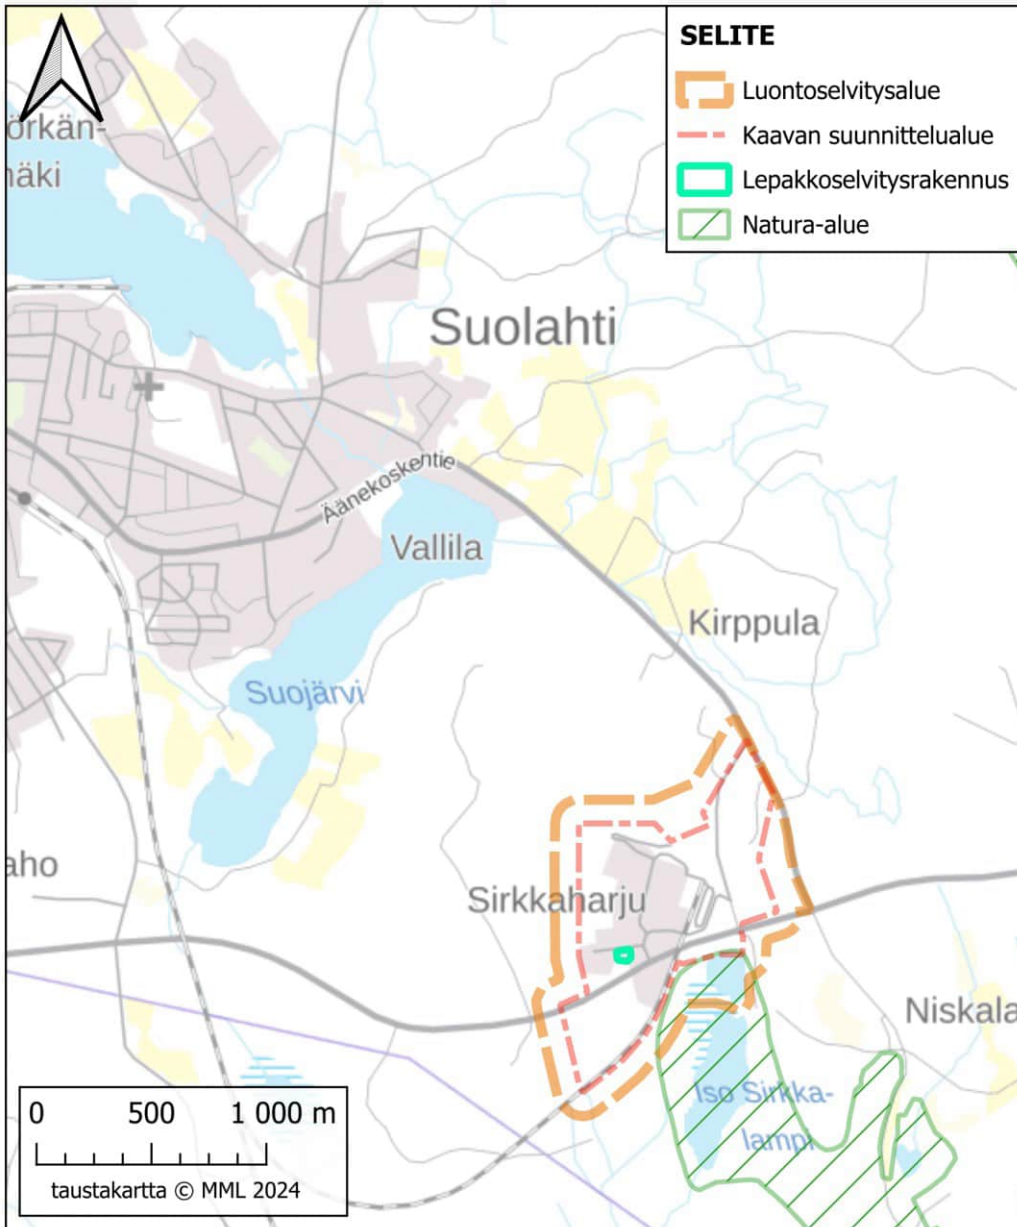 SELITE
Luontoselvitysalue
Kaavan suunnittelualue
Lepakkoselvitysrakennus
Natura-alue
örkän-
näki
Suolahti
Äänekoskentie
Vallila
Kirppula
Suojärvi
aho
Sirkkaharju
Niskala
Iso Sirkka-
lampi
0 500 1 000 m
taustakartta © MML 2024